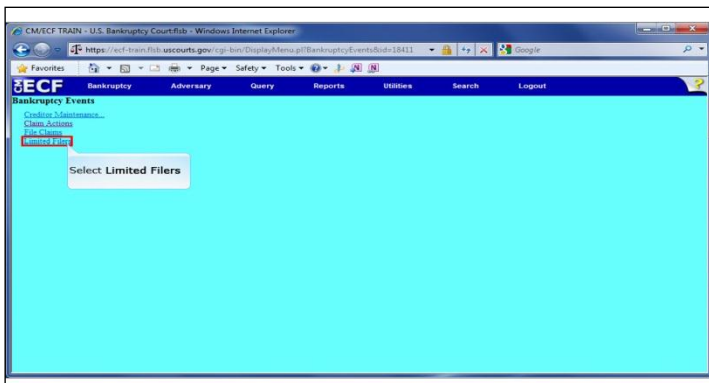 CM/ECF TRAIN - U.S. Bankruptcy Court:flsb - Windows Internet Explorer
https://ecf-train.flsb.uscourts.gov/cgi-bin/DisplayMenu.pl?BankruptcyEvents&id=18411
Google
Favorites Page Safety Tools
ECF Bankruptcy Adversary Query Reports Utilities Search Logout ?
Bankruptcy Events
Creditor Maintenance...
Claim Actions
File Claims
Limited Filers
Select Limited Filers